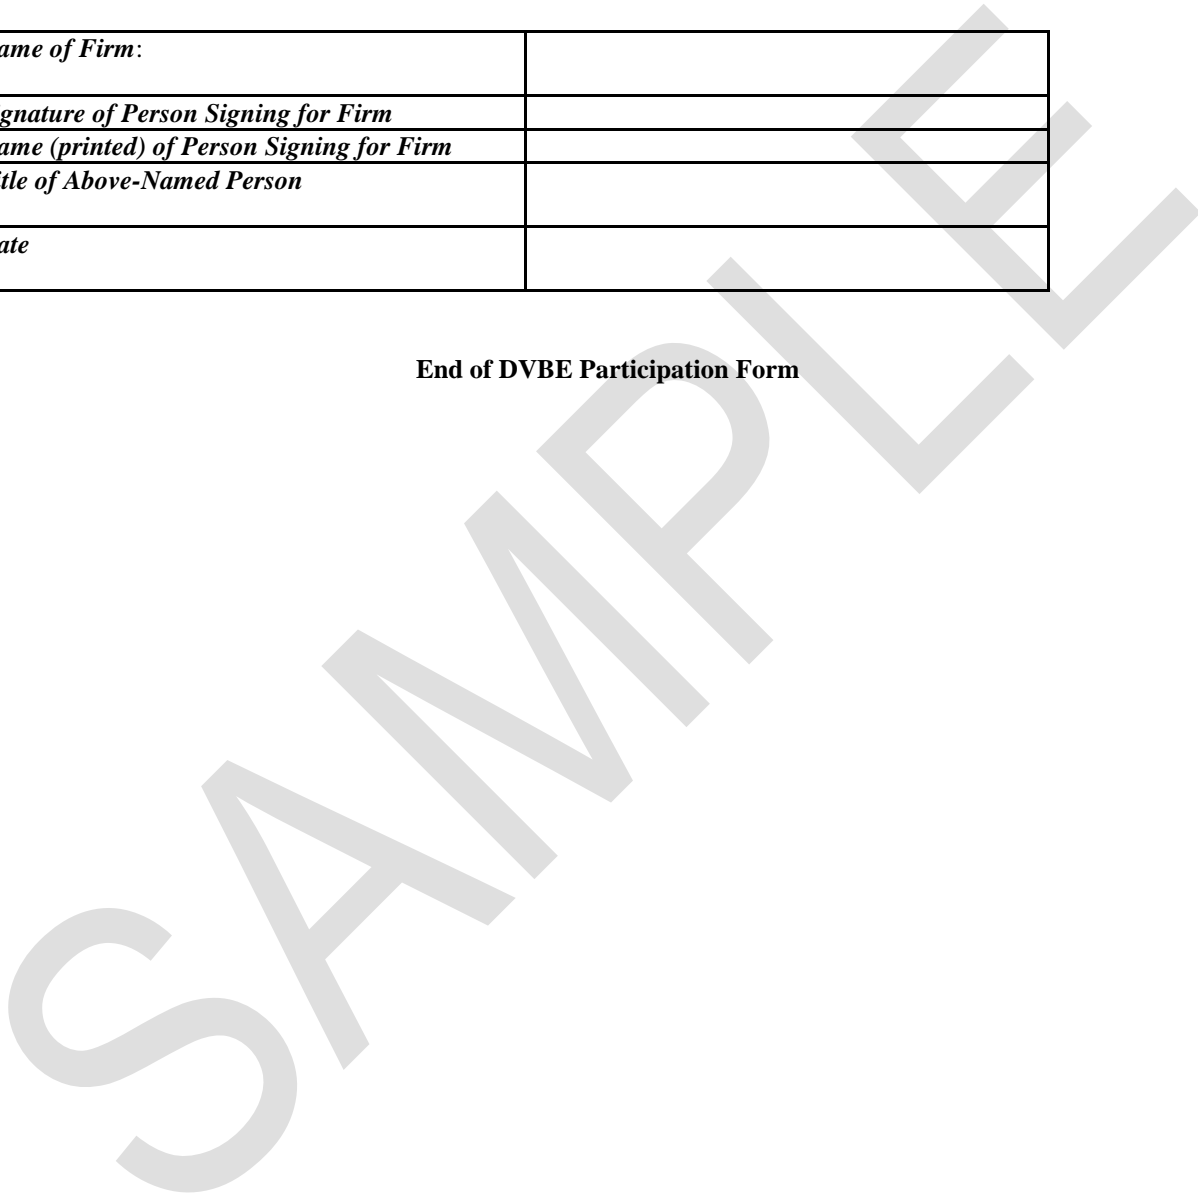 ame of Firm:
gnature of Person Signing for Firm
ame (printed) of Person Signing for Firm
itle of Above-Named Person
ate
End of DVBE Participation Form
SAMPLE